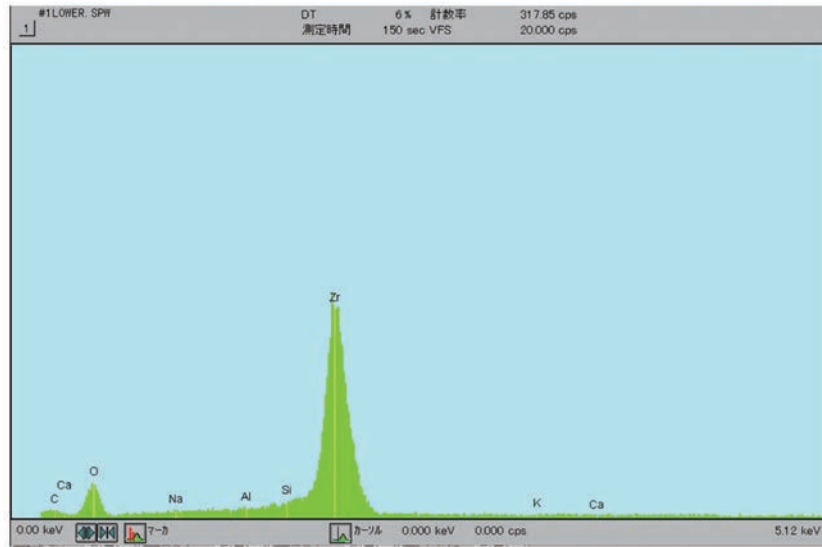 #1LOWER. SPW DT 6% 計数率 317.85 cps
1 測定時間 150 sec VFS 20.000 cps
Zr
O
Ca
C Na Al Si K Ca
0.00 keV マーカ カーソル 0.000 keV 0.000 cps 5.12 keV